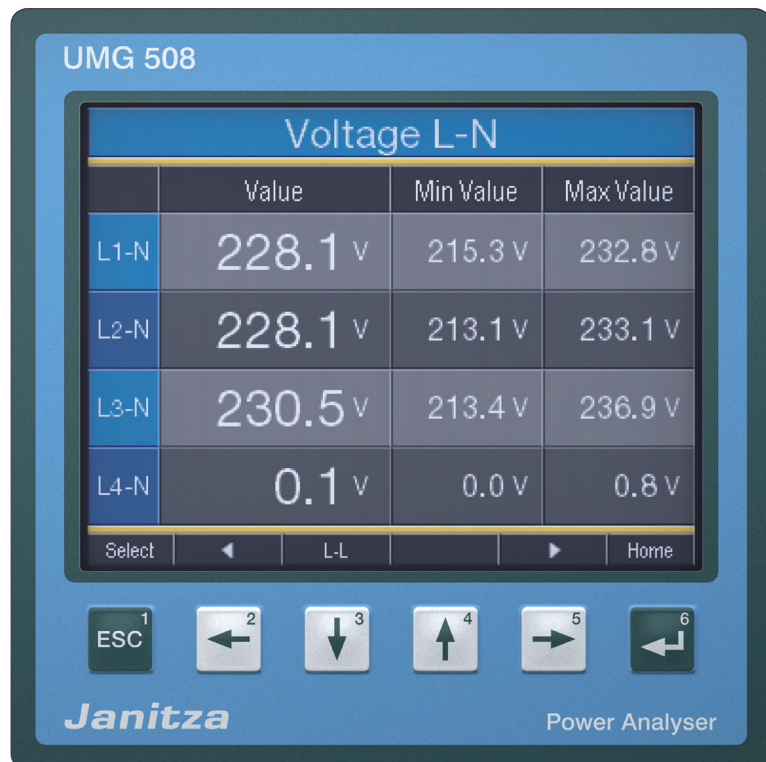 UMG 508
Voltage L-N
Value Min Value Max Value
L1-N 228.1 V 215.3 V 232.8 V
L2-N 228.1 V 213.1 V 233.1 V
L3-N 230.5 V 213.4 V 236.9 V
L4-N 0.1 V 0.0 V 0.8 V
Select L-L Home
ESC 1 2 3 4 5 6
Janitza Power Analyser